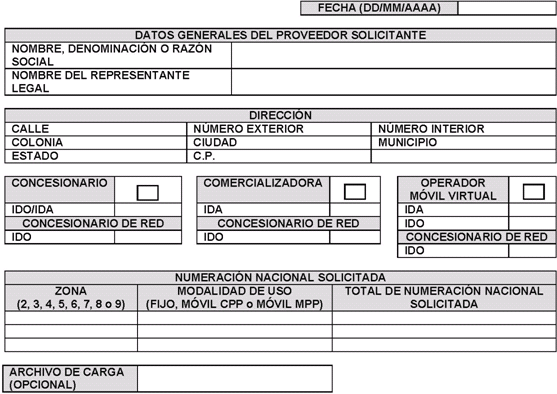 FECHA (DD/MM/AAAA)
DATOS GENERALES DEL PROVEEDOR SOLICITANTE
NOMBRE, DENOMINACIÓN O RAZÓN
SOCIAL
NOMBRE DEL REPRESENTANTE
LEGAL
DIRECCIÓN
CALLE NÚMERO EXTERIOR NÚMERO INTERIOR
COLONIA CIUDAD MUNICIPIO
ESTADO C.P.
CONCESIONARIO
IDO/IDA
CONCESIONARIO DE RED
IDO
COMERCIALIZADORA
IDA
CONCESIONARIO DE RED
IDO
OPERADOR
MÓVIL VIRTUAL
IDA
IDO
CONCESIONARIO DE RED
IDO
NUMERACIÓN NACIONAL SOLICITADA
ZONA
(2, 3, 4, 5, 6, 7, 8 o 9)
MODALIDAD DE USO
(FIJO, MÓVIL CPP o MÓVIL MPP)
TOTAL DE NUMERACIÓN NACIONAL
SOLICITADA
ARCHIVO DE CARGA
(OPCIONAL)